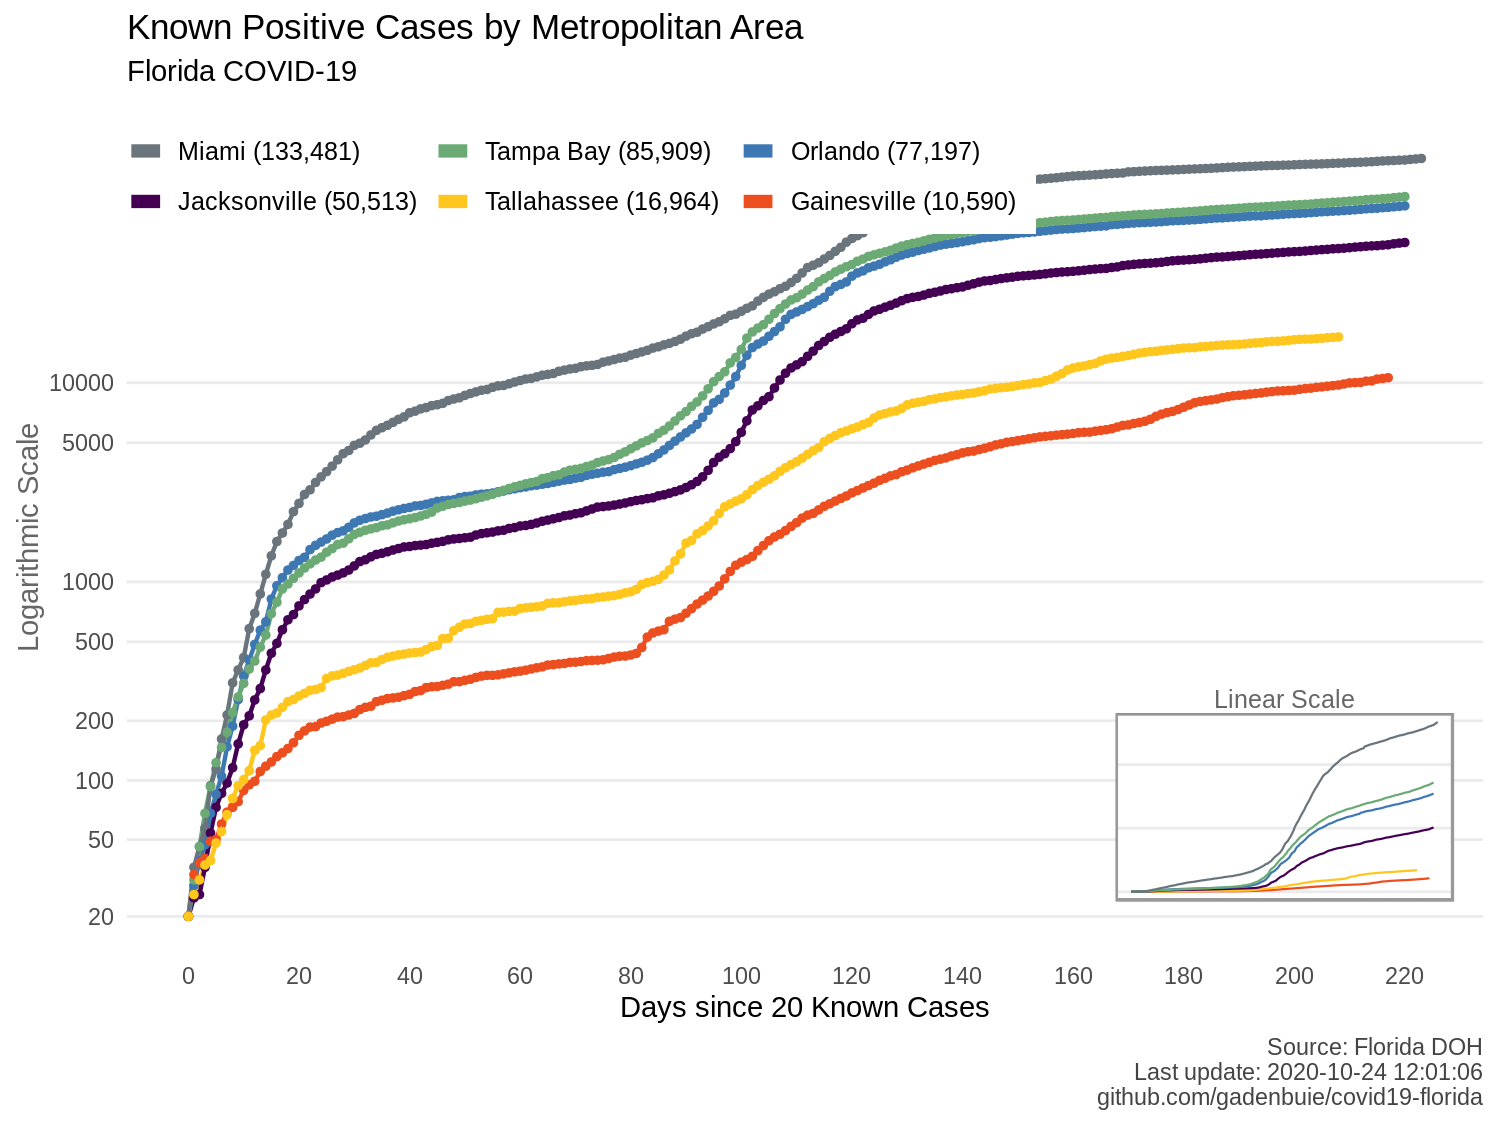 Known Positive Cases by Metropolitan Area
Florida COVID-19
Miami (133,481) Tampa Bay (85,909) Orlando (77,197)
Jacksonville (50,513) Tallahassee (16,964) Gainesville (10,590)
Logarithmic Scale
10000
5000
1000
500
200
100
50
20
Linear Scale
0 20 40 60 80 100 120 140 160 180 200 220
Days since 20 Known Cases
Source: Florida DOH
Last update: 2020-10-24 12:01:06
github.com/gadenbuie/covid19-florida